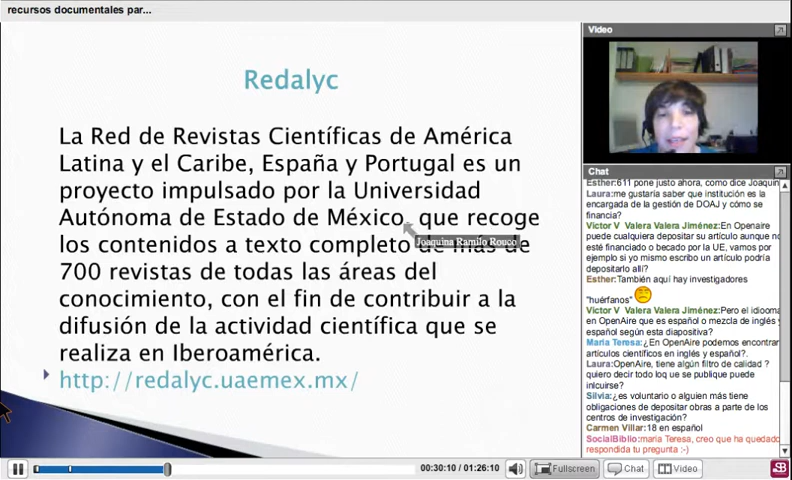 recursos documentales par...
Redalyc
La Red de Revistas Científicas de América
Latina y el Caribe, España y Portugal es un
proyecto impulsado por la Universidad
Autónoma de Estado de México, que recoge
los contenidos a texto completo de más de
700 revistas de todas las áreas del
conocimiento, con el fin de contribuir a la
difusión de la actividad científica que se
realiza en Iberoamérica.
http://redalyc.uaemex.mx/
Joaquina Ramilo Rouco
Video
Chat
Esther:611 pone justo ahora, como dice Joaquin
Laura:me gustaría saber que institución es la
encargada de la gestión de DOAJ y cómo se
financia?
Victor V Valera Valera Jiménez:En Openaire
puede cualquiera depositar su artículo aunque no
esté financiado o becado por la UE, vamos por
ejemplo si yo mismo escribo un artículo podría
depositarlo allí?
Esther:También aquí hay investigadores
"huérfanos"
Victor V Valera Valera Jiménez:Pero el idioma
en OpenAire que es español o mezcla de inglés y
español según esta diapositiva?
Maria Teresa:¿En OpenAire podemos encontrar
artículos científicos en inglés y español?.
Laura:OpenAire, tiene algún filtro de calidad ?
quiero decir todo loq ue se publique puede
inlcuirse?
Silvia:¿es voluntario o alguien más tiene
obligaciones de depositar obras a parte de los
centros de investigación?
Carmen Villar:18 en español
SocialBiblio:maria Teresa, creo que ha quedado
respondida tu pregunta :-)
00:30:10 / 01:26:10
Fullscreen
Chat
Video
SB